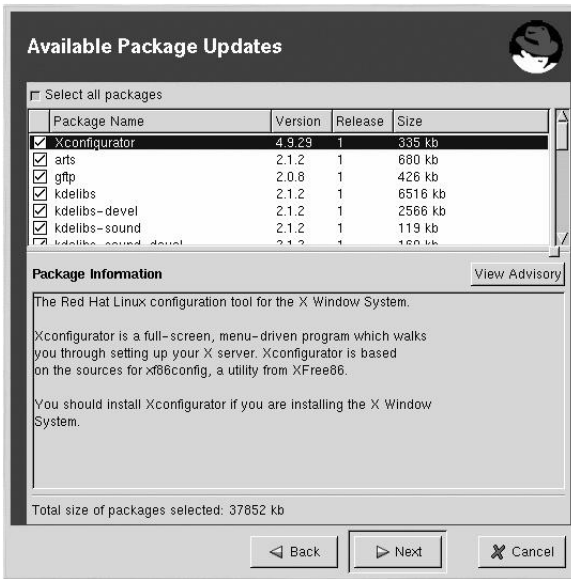 Available Package Updates
Select all packages
Package Name Version Release Size
Xconfigurator 4.9.29 1 335 kb
arts 2.1.2 1 680 kb
gftp 2.0.8 1 426 kb
kdelibs 2.1.2 1 6516 kb
kdelibs-devel 2.1.2 1 2566 kb
kdelibs-sound 2.1.2 1 119 kb
Package Information View Advisory
The Red Hat Linux configuration tool for the X Window System.
Xconfigurator is a full-screen, menu-driven program which walks
you through setting up your X server. Xconfigurator is based
on the sources for xf86config, a utility from XFree86.
You should install Xconfigurator if you are installing the X Window
System.
Total size of packages selected: 37852 kb
Back Next Cancel